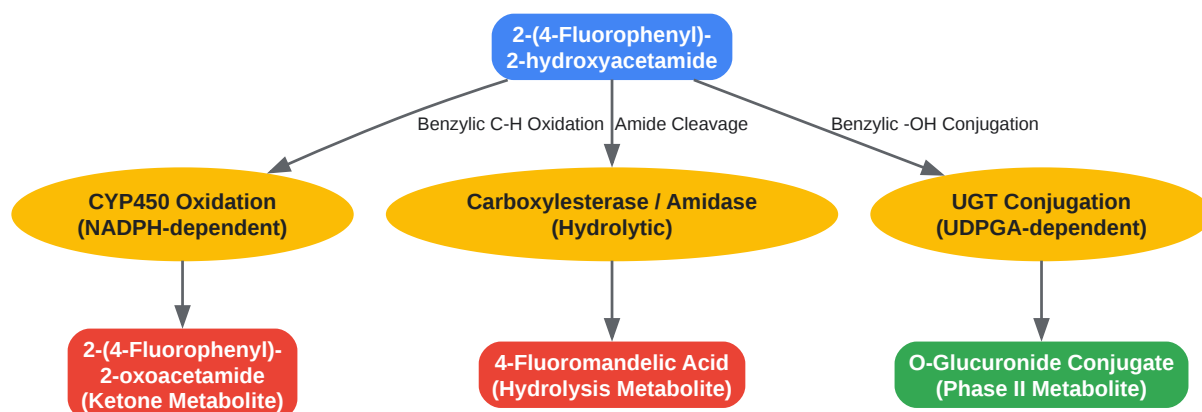 2-(4-Fluorophenyl)-
2-hydroxyacetamide
Benzylic C-H Oxidation
Amide Cleavage
Benzylic -OH Conjugation
CYP450 Oxidation
(NADPH-dependent)
Carboxylesterase / Amidase
(Hydrolytic)
UGT Conjugation
(UDPGA-dependent)
2-(4-Fluorophenyl)-
2-oxoacetamide
(Ketone Metabolite)
4-Fluoromandelic Acid
(Hydrolysis Metabolite)
O-Glucuronide Conjugate
(Phase II Metabolite)